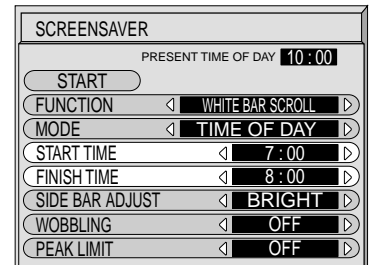 SCREENSAVER
PRESENT TIME OF DAY 10 : 00
START
FUNCTION WHITE BAR SCROLL
MODE TIME OF DAY
START TIME 7 : 00
FINISH TIME 8 : 00
SIDE BAR ADJUST BRIGHT
WOBBLING OFF
PEAK LIMIT OFF